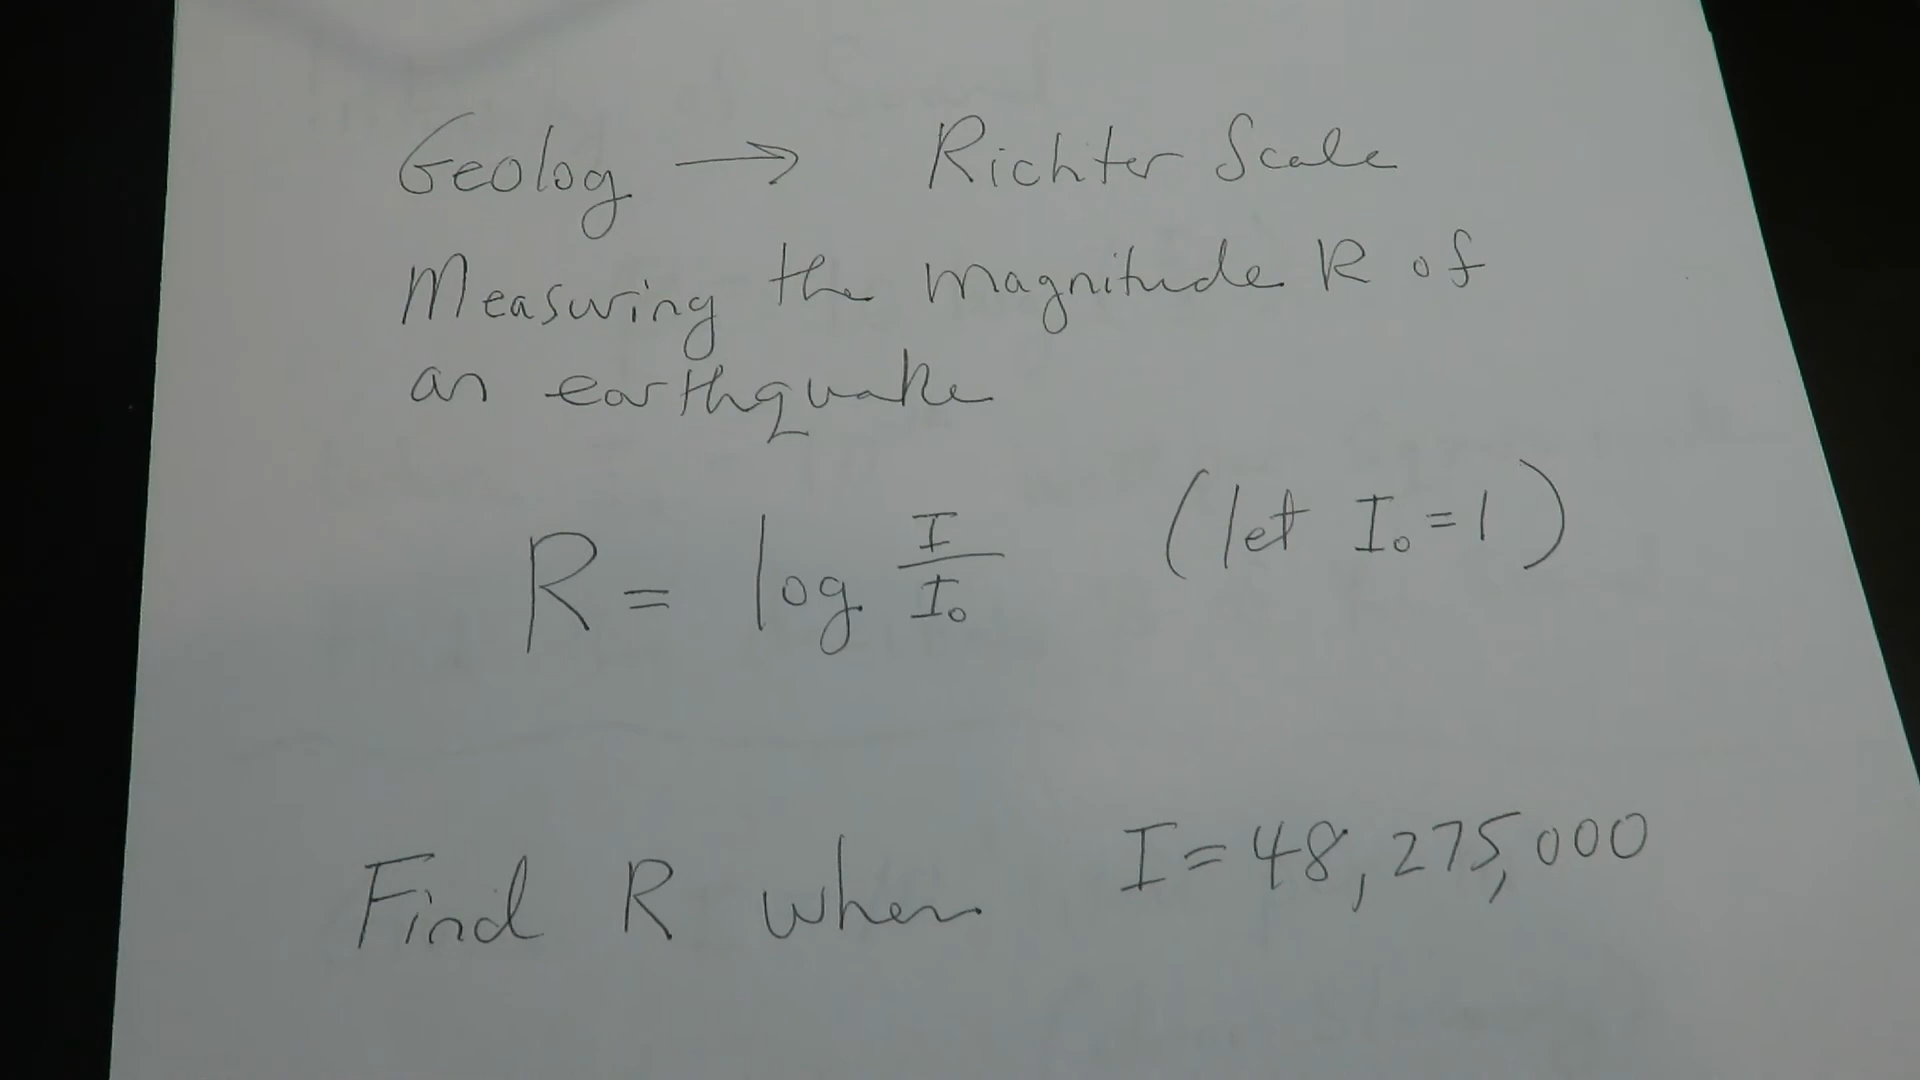 Geolog → Richter Scale
Measuring the magnitude R of
an earthquake
R = log I/I₀ (let I₀ = 1)
Find R when I = 48,275,000